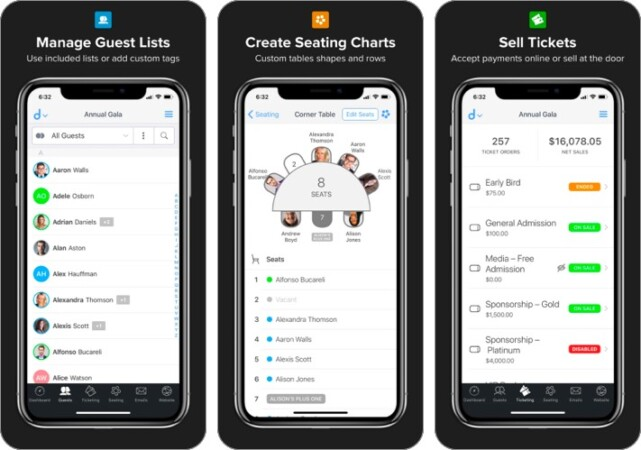 Manage Guest Lists
Use included lists or add custom tags
6:32
Annual Gala
All Guests
A
Aaron Walls
AO Adele Osborn
Adrian Daniels +2
Alan Aston
AH Alex Hauffman
Alexandra Thomson +1
Alexis Scott +1
Alfonso Bucareli
AW Alice Watson
Dashboard Guests Ticketing Seating Emails Website
Create Seating Charts
Custom tables shapes and rows
6:32
Seating Corner Table Edit Seats
Alexandra
Thomson
Aaron
Walls
2
Alfonso
Bucareli
Alexis Scott
8
SEATS
7
Andrew
Boyd
Alison
Jones
Seats
1 Alfonso Bucareli
2 Vacant
3 Alexandra Thomson
4 Aaron Walls
5 Alexis Scott
6 Alison Jones
7 ALISON'S PLUS ONE
Sell Tickets
Accept payments online or sell at the door
6:32
Annual Gala
257
TICKET ORDERS
$16,078.05
NET SALES
Early Bird
$75.00
General Admission
$100.00
ON SALE
Media – Free
Admission
$0.00
ON SALE
Sponsorship – Gold
$1,500.00
ON SALE
Sponsorship –
Platinum
$4,000.00
DISABLED
Dashboard Guests Ticketing Seating Emails Website